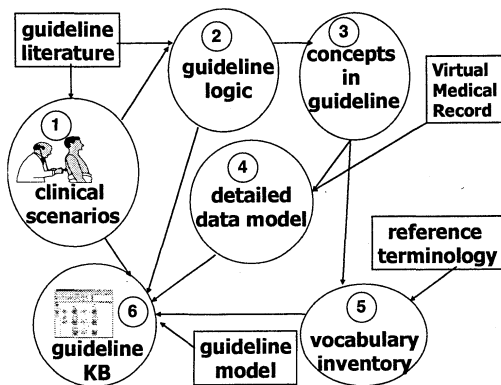 guideline
literature
2
guideline
logic
3
concepts
in
guideline
Virtual
Medical
Record
1
clinical
scenarios
4
detailed
data model
reference
terminology
6
guideline
KB
guideline
model
5
vocabulary
inventory